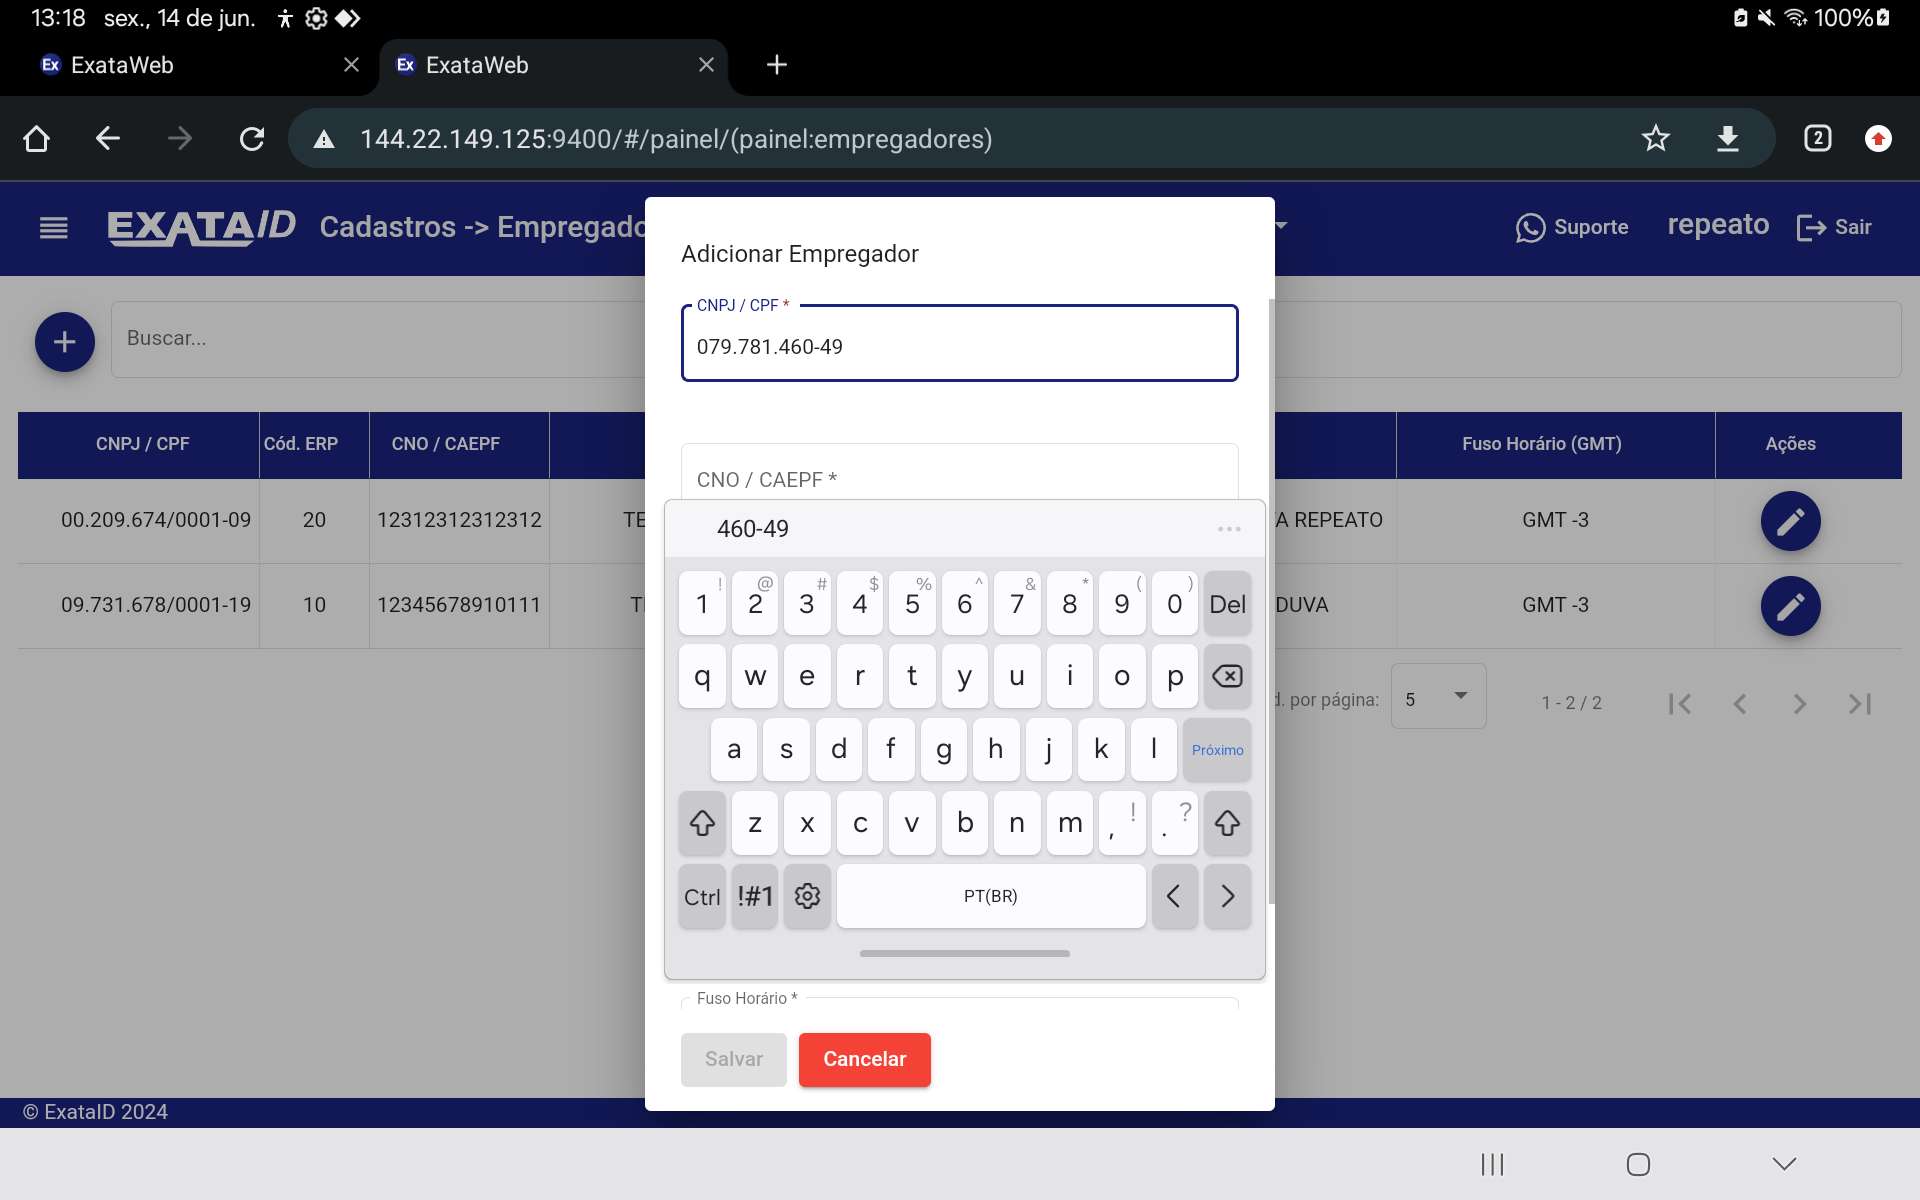 13:18 sex., 14 de jun. 100%
Ex ExataWeb
Ex ExataWeb
144.22.149.125:9400/#/painel/(painel:empregadores)
2
EXATAID Cadastros -> Empregado
Suporte repeato Sair
Adicionar Empregador
CNPJ / CPF *
079.781.460-49
Buscar...
CNO / CAEPF *
CNPJ / CPF Cód. ERP CNO / CAEPF Fuso Horário (GMT) Ações
00.209.674/0001-09 20 12312312312312 TE A REPEATO GMT -3
09.731.678/0001-19 10 12345678910111 T DUVA GMT -3
d. por página: 5 1 - 2 / 2
460-49 ...
! @ # $ % ^ & * ( )
1 2 3 4 5 6 7 8 9 0 Del
q w e r t y u i o p
a s d f g h j k l Próximo
z x c v b n m , ! . ?
Ctrl !#1 PT(BR) < >
Fuso Horário *
Salvar Cancelar
© ExataID 2024